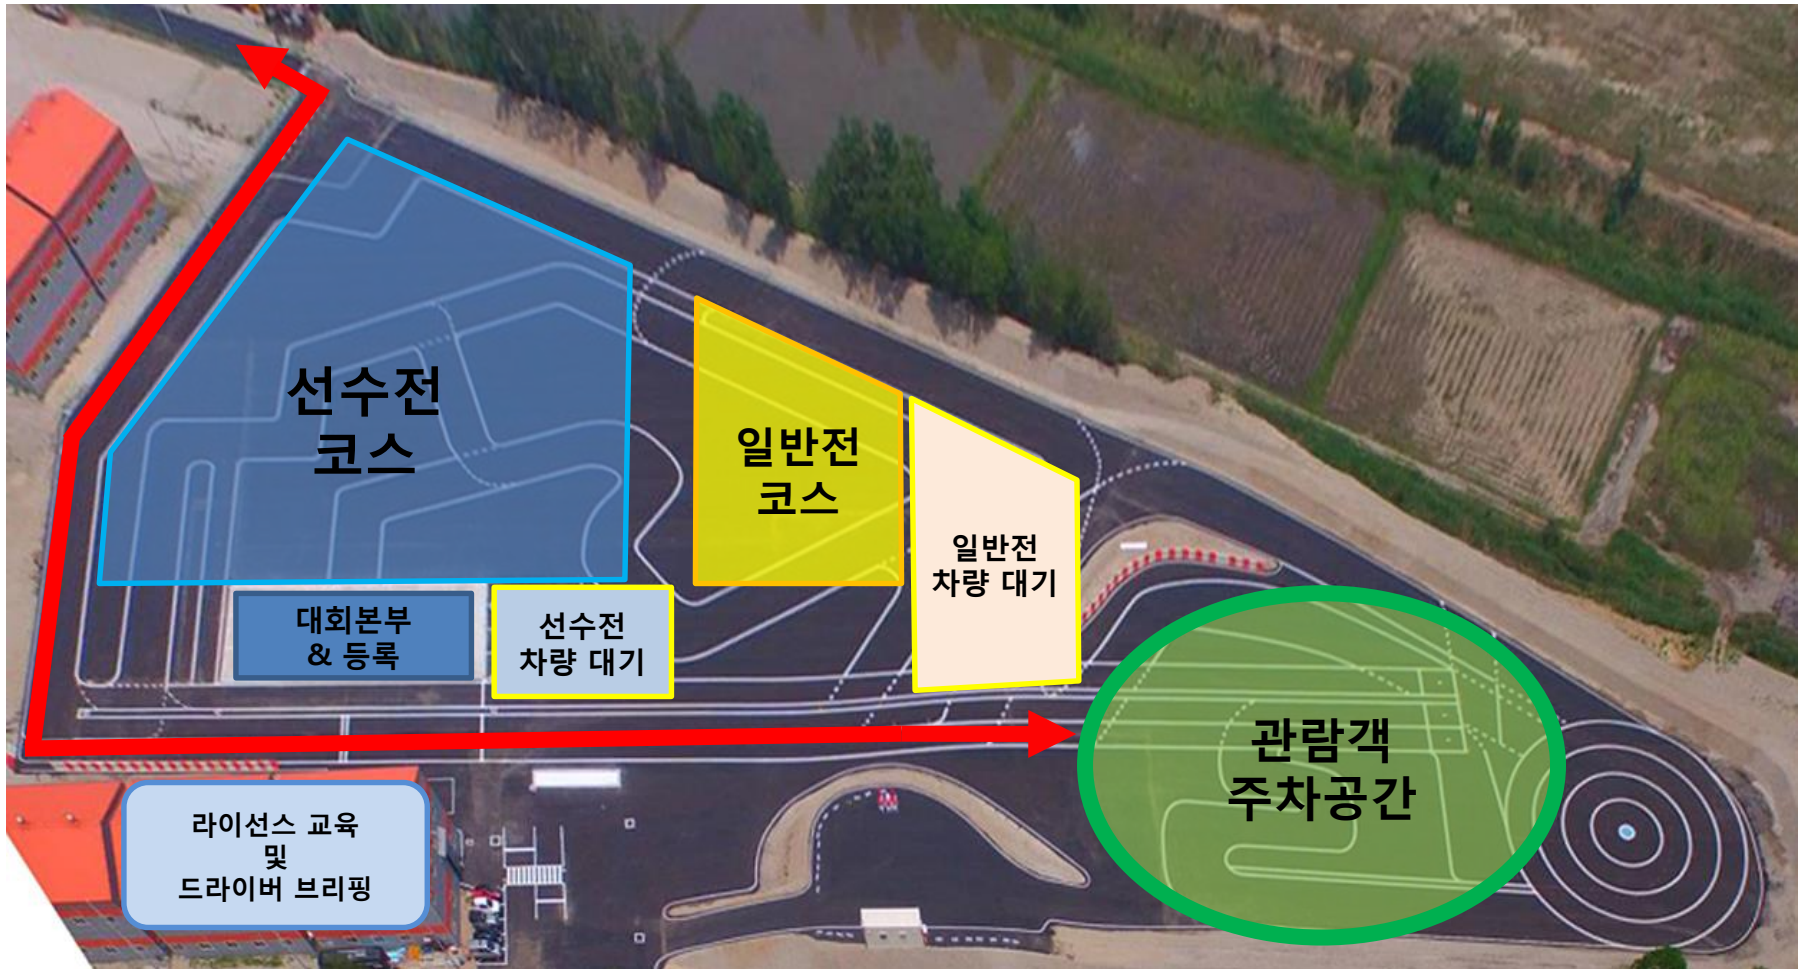 선수전
코스
일반전
코스
일반전
차량 대기
대회본부
& 등록
선수전
차량 대기
관람객
주차공간
라이선스 교육
및
드라이버 브리핑